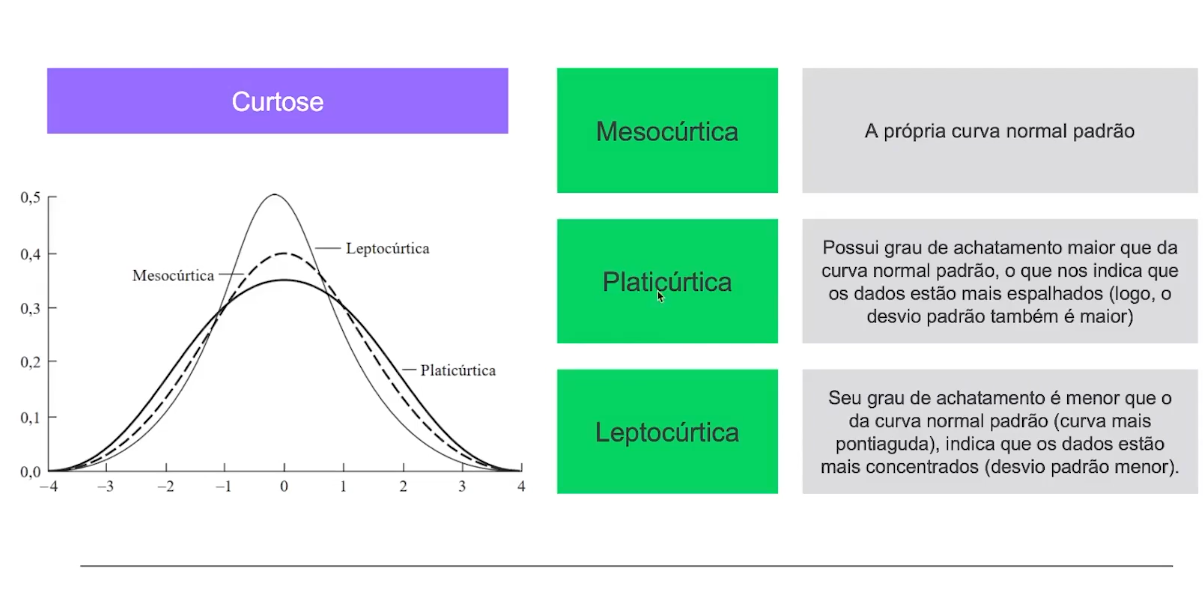 Curtose
0,5
0,4
0,3
0,2
0,1
0,0
−4 −3 −2 −1 0 1 2 3 4
Leptocúrtica
Mesocúrtica
Platicúrtica
Mesocúrtica
A própria curva normal padrão
Platicúrtica
Possui grau de achatamento maior que da
curva normal padrão, o que nos indica que
os dados estão mais espalhados (logo, o
desvio padrão também é maior)
Leptocúrtica
Seu grau de achatamento é menor que o
da curva normal padrão (curva mais
pontiaguda), indica que os dados estão
mais concentrados (desvio padrão menor).